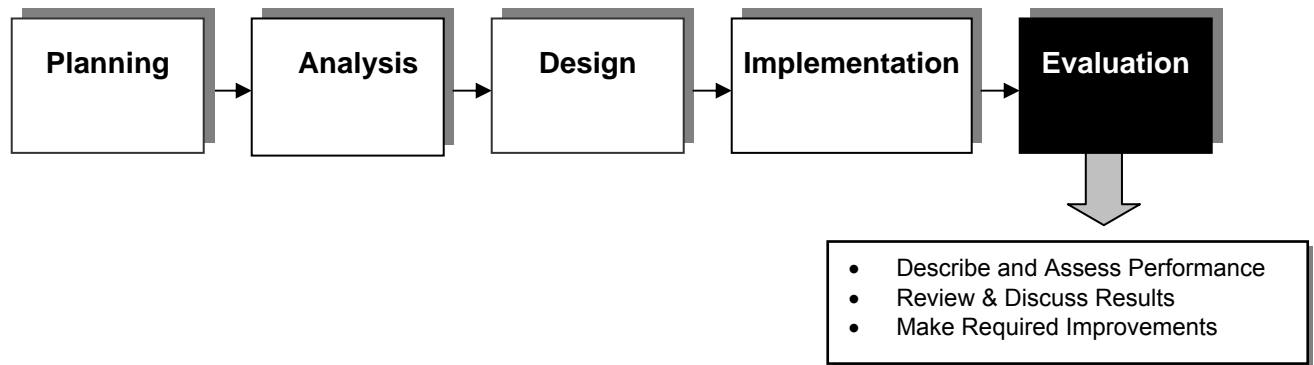 Planning
Analysis
Design
Implementation
Evaluation
• Describe and Assess Performance
• Review & Discuss Results
• Make Required Improvements